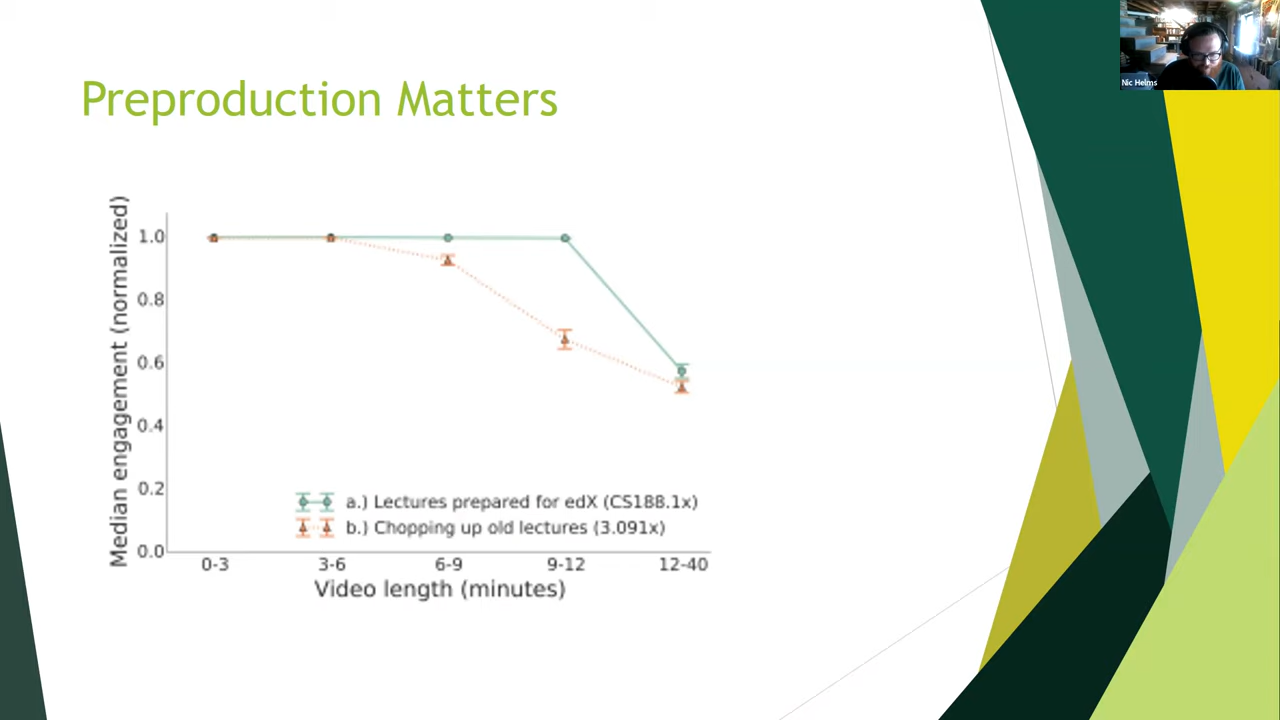 Nic Helms
Preproduction Matters
Median engagement (normalized)
1.0
0.8
0.6
0.4
0.2
0.0
a.) Lectures prepared for edX (CS188.1x)
b.) Chopping up old lectures (3.091x)
0-3 3-6 6-9 9-12 12-40
Video length (minutes)